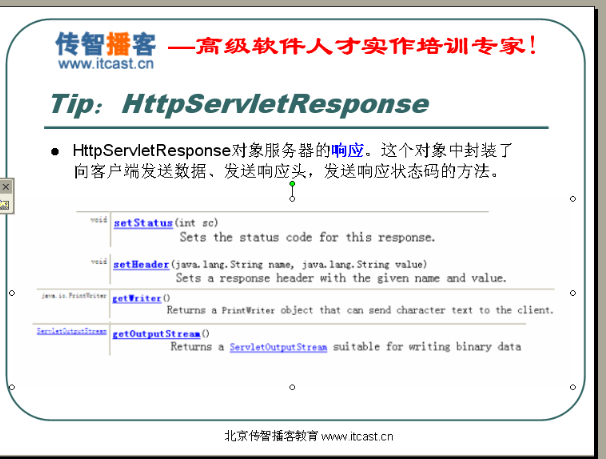 传智播客 —高级软件人才实作培训专家!
www.itcast.cn
Tip: HttpServletResponse
● HttpServletResponse对象服务器的响应。这个对象中封装了
向客户端发送数据、发送响应头，发送响应状态码的方法。
void setStatus(int sc)
Sets the status code for this response.
void setHeader(java.lang.String name, java.lang.String value)
Sets a response header with the given name and value.
java.io.PrintWriter getWriter()
Returns a PrintWriter object that can send character text to the client.
ServletOutputStream getOutputStream()
Returns a ServletOutputStream suitable for writing binary data
北京传智播客教育 www.itcast.cn